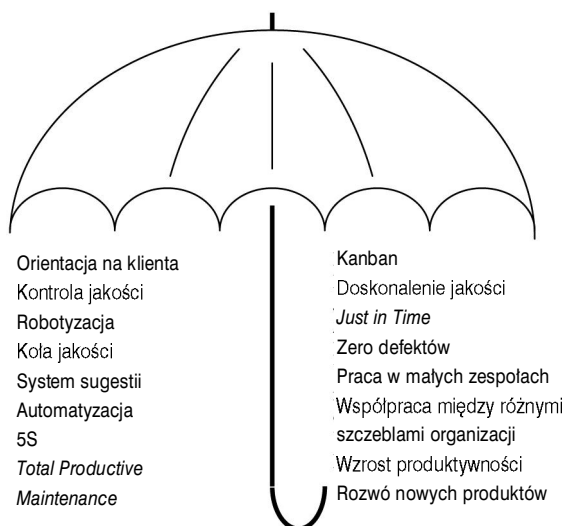 Orientacja na klienta
Kontrola jakości
Robotyzacja
Koła jakości
System sugestii
Automatyzacja
5S
Total Productive
Maintenance
Kanban
Doskonalenie jakości
Just in Time
Zero defektów
Praca w małych zespołach
Współpraca między różnymi
szczeblami organizacji
Wzrost produktywności
Rozwó nowych produktów